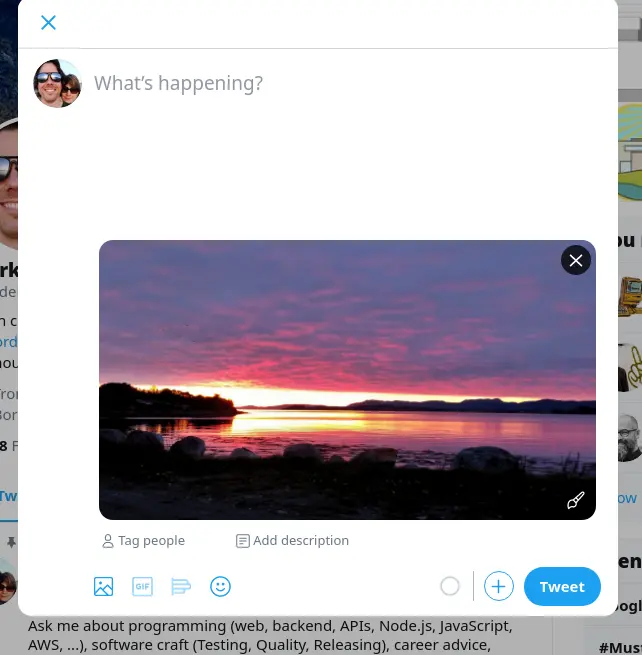 What's happening?
Tag people
Add description
GIF
Tweet
Ask me about programming (web, backend, APIs, Node.js, JavaScript,
AWS, ...), software craft (Testing, Quality, Releasing), career advice,